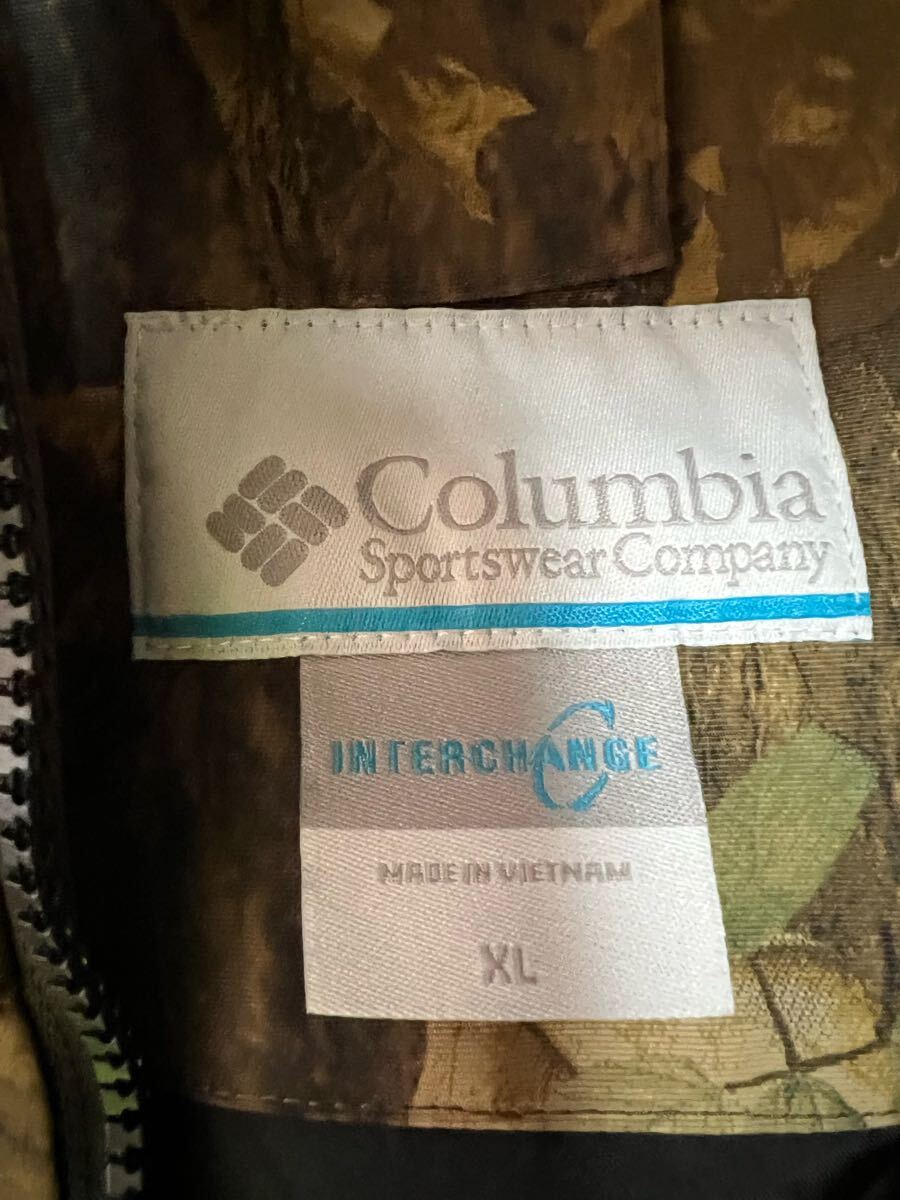 Columbia
Sportswear Company
INTERCHANGE
MADE IN VIETNAM
XL